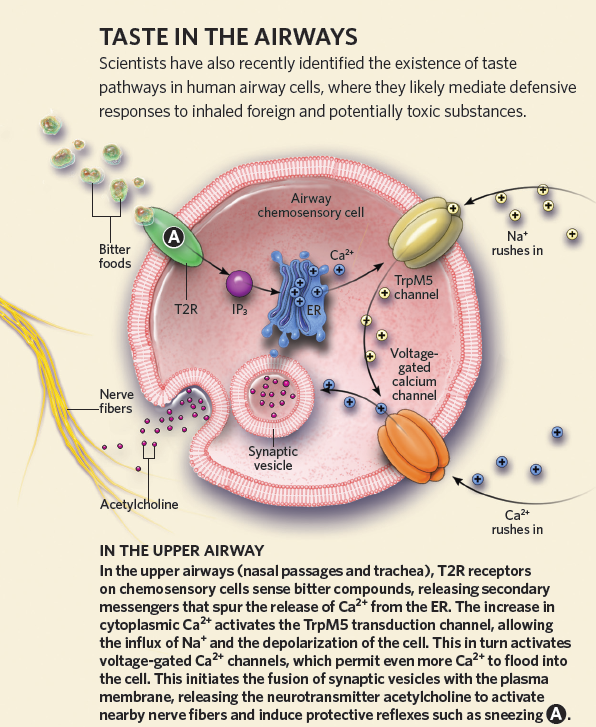 TASTE IN THE AIRWAYS
Scientists have also recently identified the existence of taste
pathways in human airway cells, where they likely mediate defensive
responses to inhaled foreign and potentially toxic substances.
Airway
chemosensory cell
Bitter
foods
A
T2R
IP₃
Ca²⁺
ER
TrpM5
channel
Na⁺
rushes in
Voltage-
gated
calcium
channel
Nerve
fibers
Synaptic
vesicle
Acetylcholine
Ca²⁺
rushes in
IN THE UPPER AIRWAY
In the upper airways (nasal passages and trachea), T2R receptors
on chemosensory cells sense bitter compounds, releasing secondary
messengers that spur the release of Ca²⁺ from the ER. The increase in
cytoplasmic Ca²⁺ activates the TrpM5 transduction channel, allowing
the influx of Na⁺ and the depolarization of the cell. This in turn activates
voltage-gated Ca²⁺ channels, which permit even more Ca²⁺ to flood into
the cell. This initiates the fusion of synaptic vesicles with the plasma
membrane, releasing the neurotransmitter acetylcholine to activate
nearby nerve fibers and induce protective reflexes such as sneezing A.